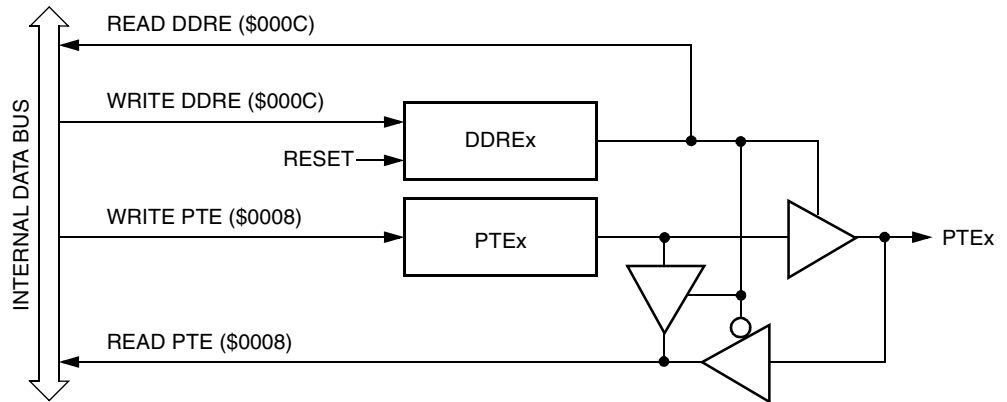 READ DDRE ($000C)
WRITE DDRE ($000C)
DDREx
RESET
INTERNAL DATA BUS
WRITE PTE ($0008)
PTEx
PTEx
READ PTE ($0008)